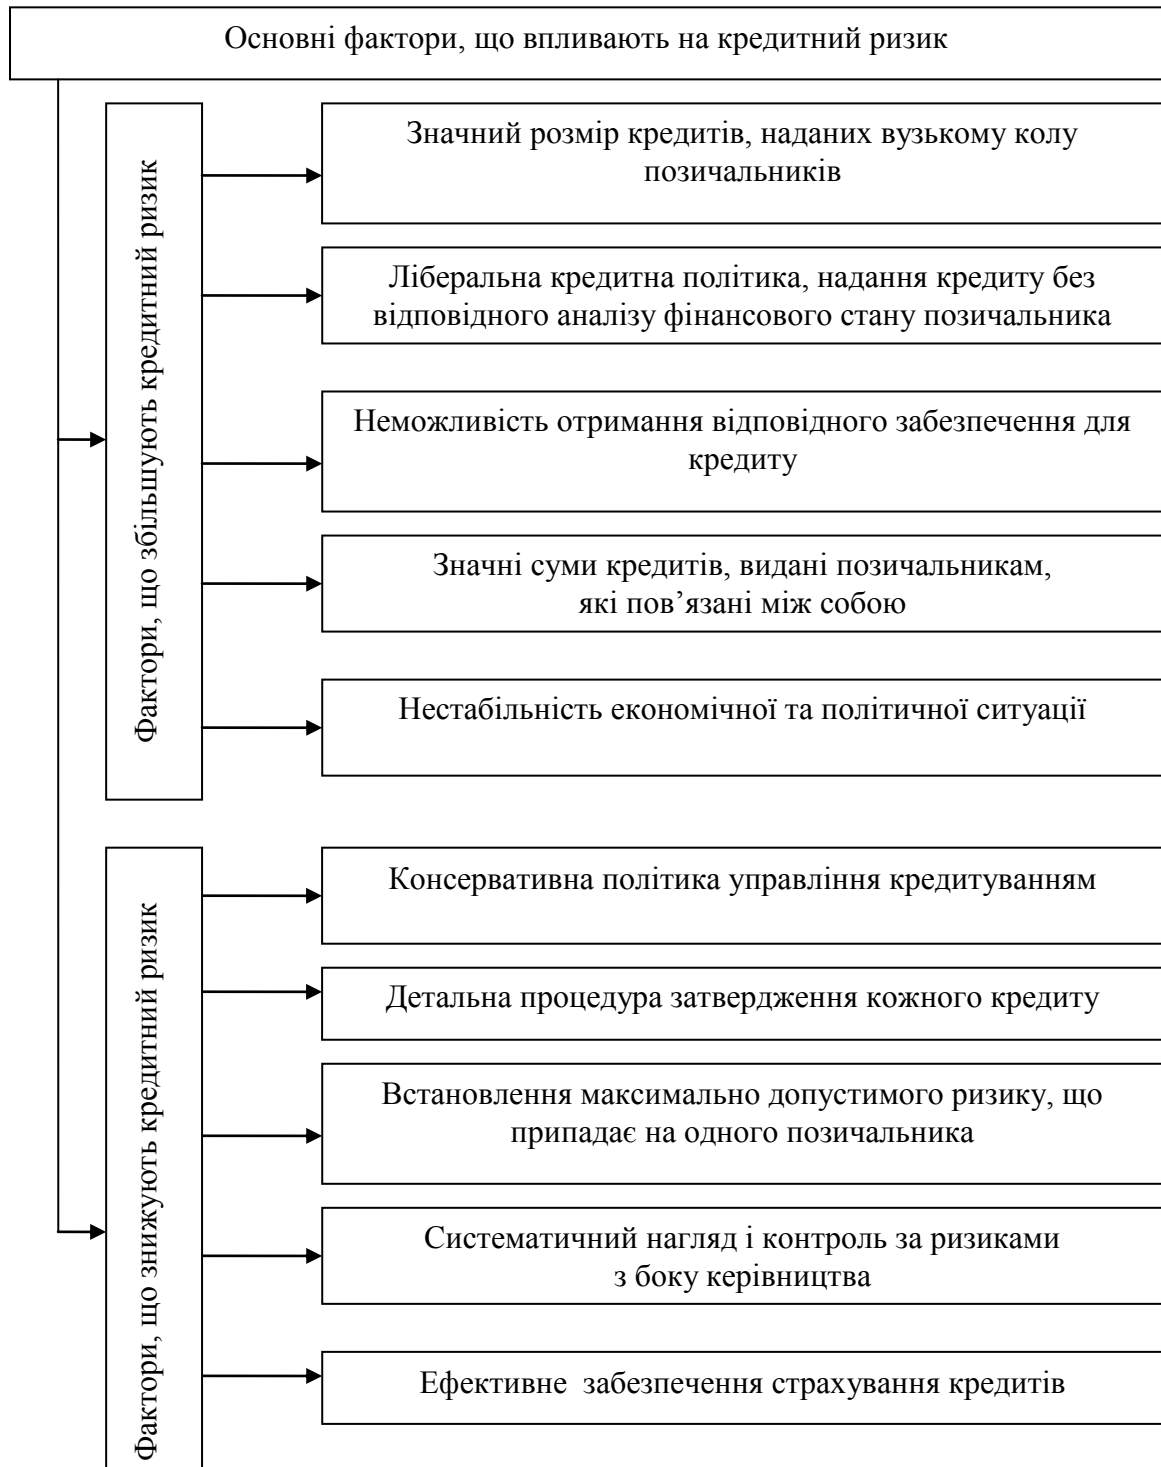 Основні фактори, що впливають на кредитний ризик
Фактори, що збільшують кредитний ризик
Значний розмір кредитів, наданих вузькому колу
позичальників
Ліберальна кредитна політика, надання кредиту без
відповідного аналізу фінансового стану позичальника
Неможливість отримання відповідного забезпечення для
кредиту
Значні суми кредитів, видані позичальникам,
які пов’язані між собою
Нестабільність економічної та політичної ситуації
Фактори, що знижують кредитний ризик
Консервативна політика управління кредитуванням
Детальна процедура затвердження кожного кредиту
Встановлення максимально допустимого ризику, що
припадає на одного позичальника
Систематичний нагляд і контроль за ризиками
з боку керівництва
Ефективне забезпечення страхування кредитів